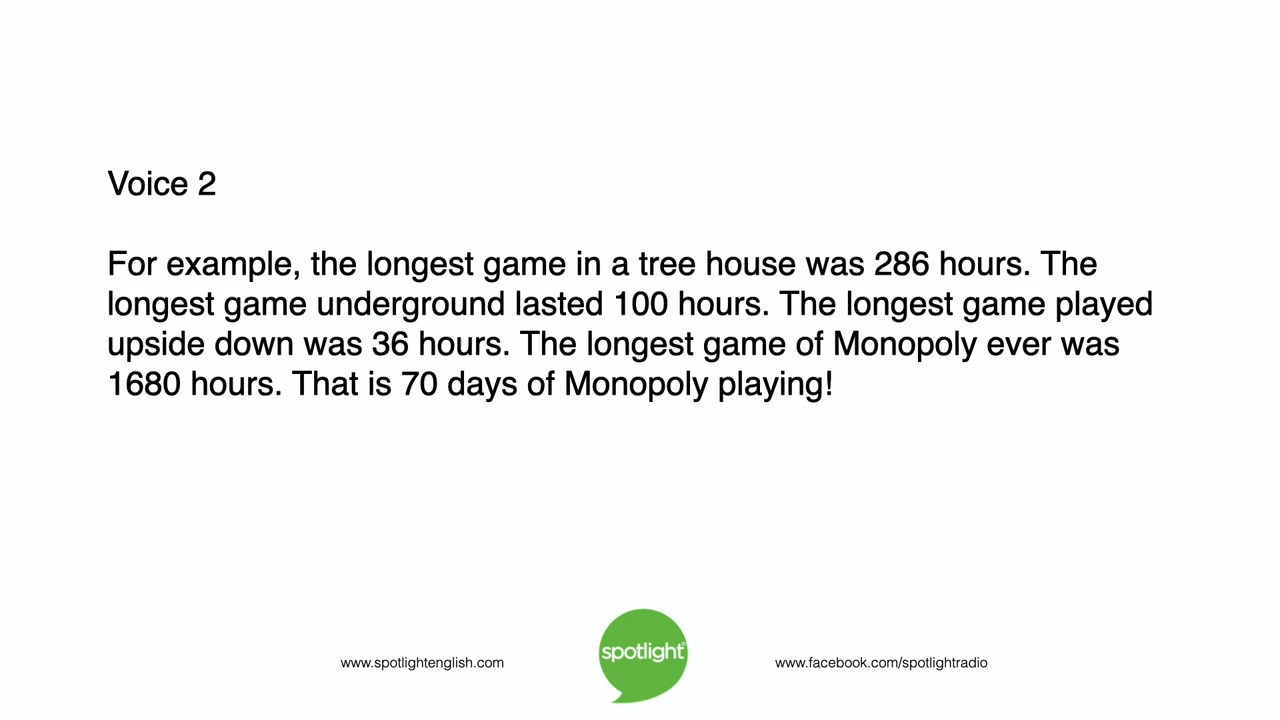 Voice 2
For example, the longest game in a tree house was 286 hours. The
longest game underground lasted 100 hours. The longest game played
upside down was 36 hours. The longest game of Monopoly ever was
1680 hours. That is 70 days of Monopoly playing!
www.spotlightenglish.com
spotlight®
www.facebook.com/spotlightradio